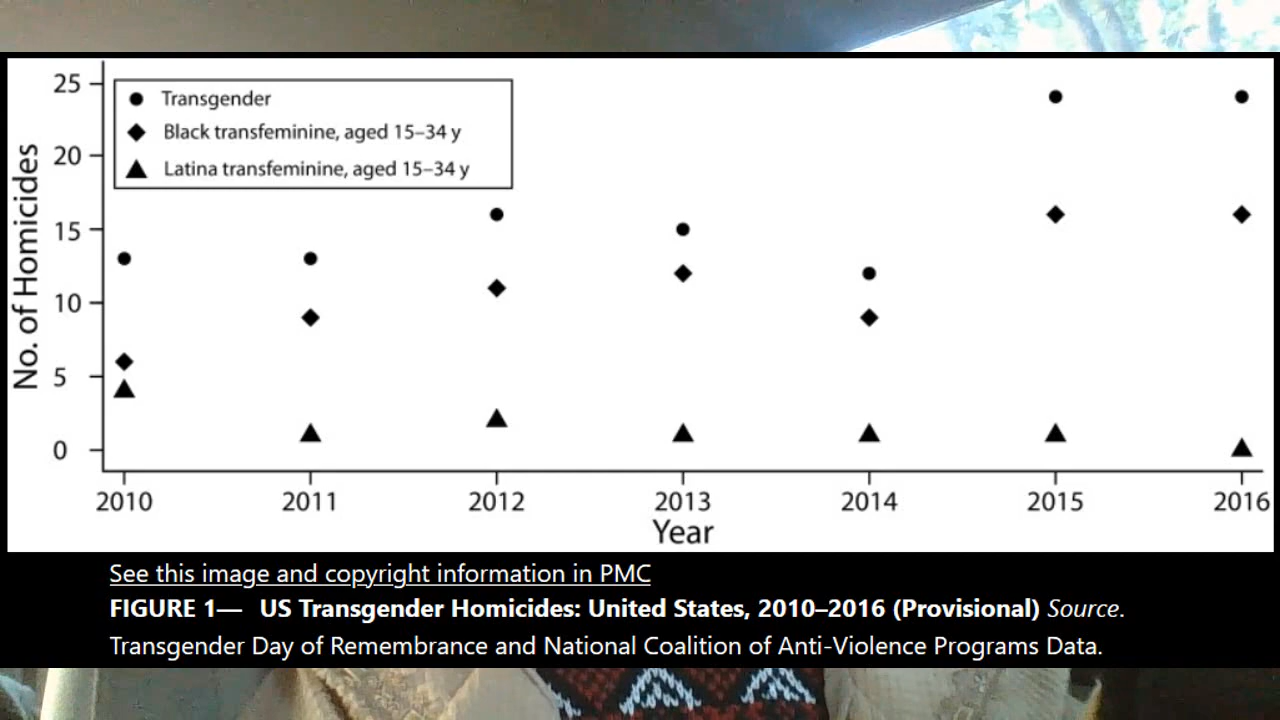 25
20
15
10
5
0
No. of Homicides
Transgender
Black transfeminine, aged 15–34 y
Latina transfeminine, aged 15–34 y
2010 2011 2012 2013 2014 2015 2016
Year
See this image and copyright information in PMC
FIGURE 1— US Transgender Homicides: United States, 2010–2016 (Provisional) Source.
Transgender Day of Remembrance and National Coalition of Anti-Violence Programs Data.